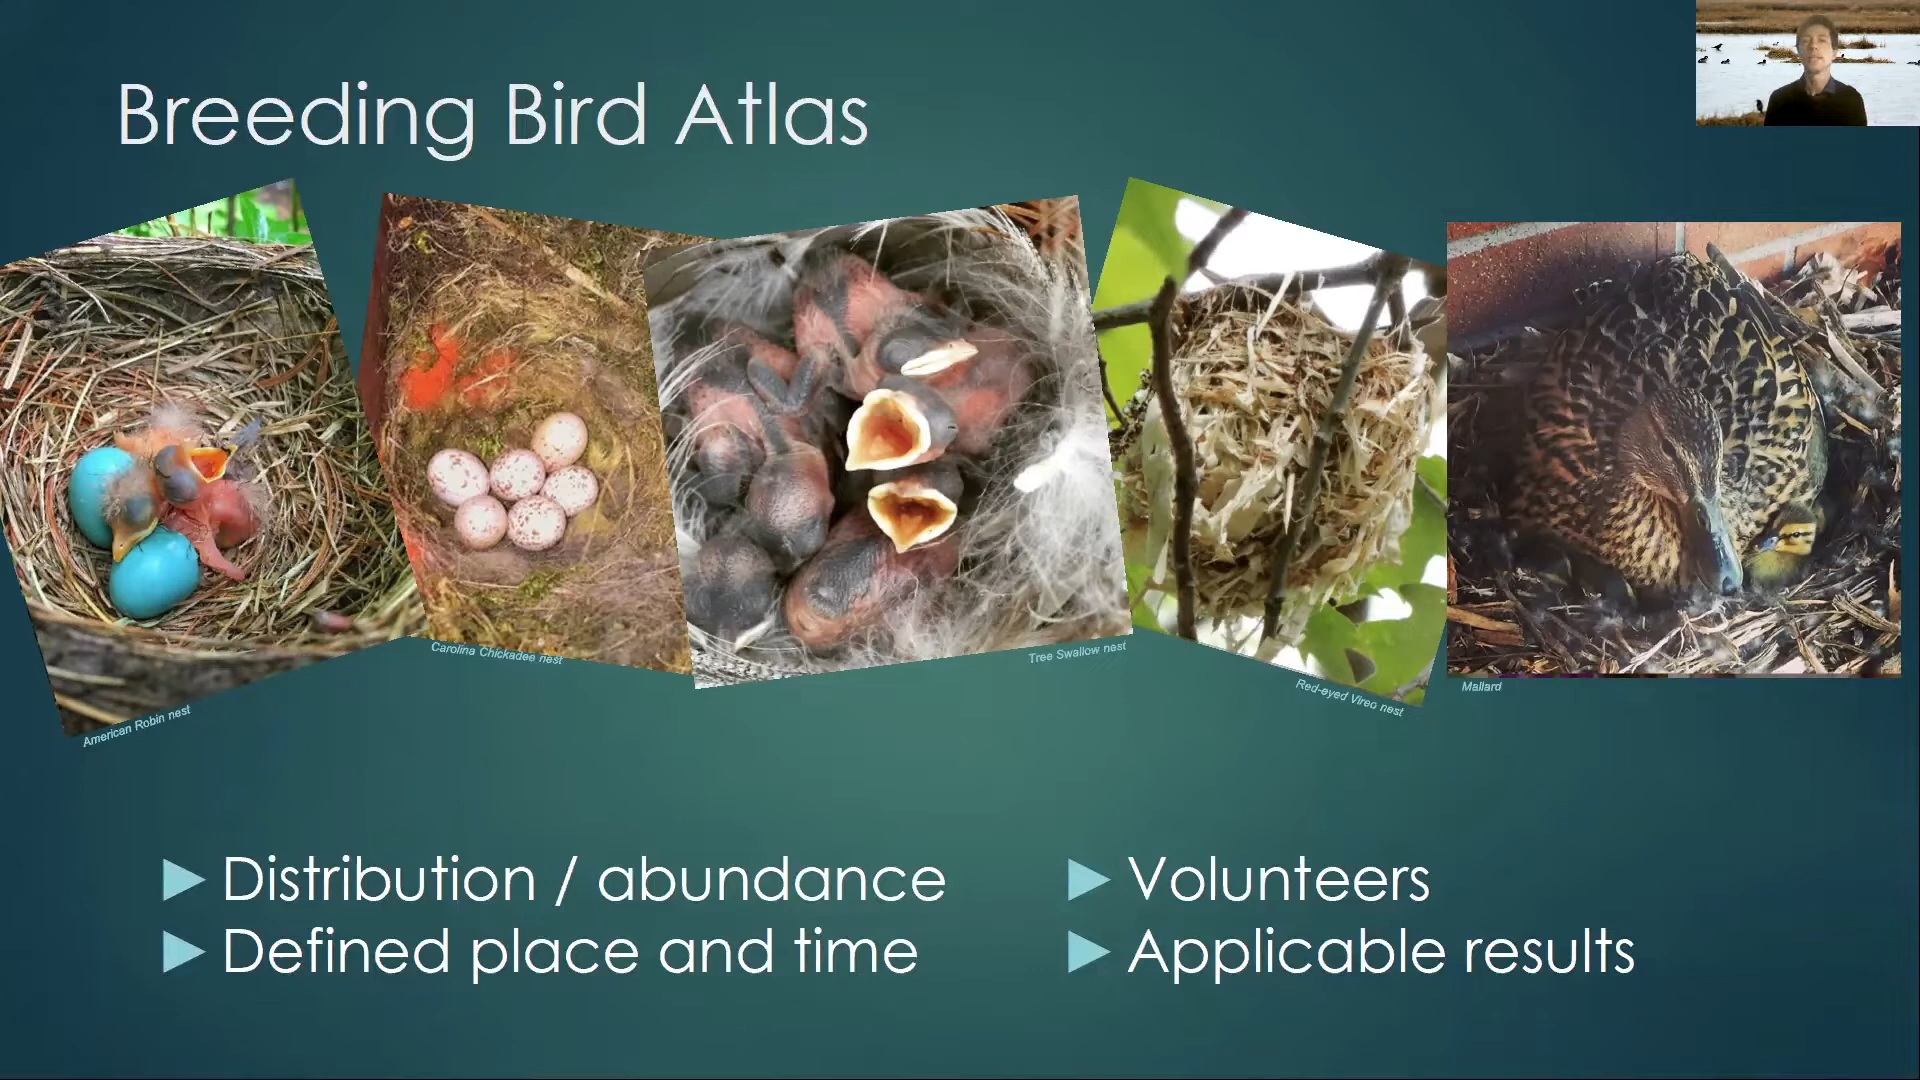 Breeding Bird Atlas
American Robin nest
Carolina Chickadee nest
Tree Swallow nest
Red-eyed Vireo nest
Mallard
Distribution / abundance
Defined place and time
Volunteers
Applicable results